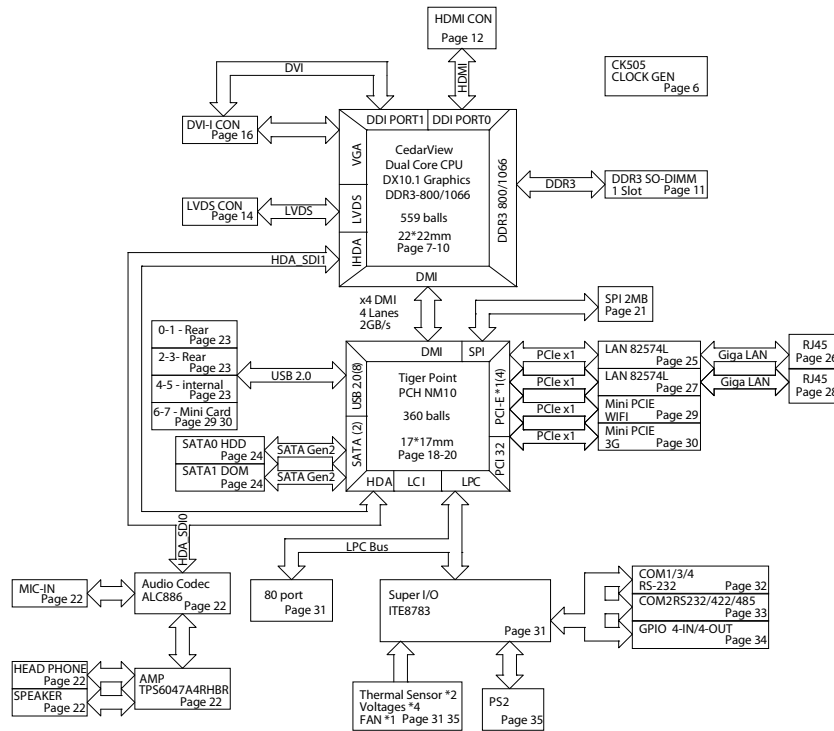 HDMI CON
Page 12
CK505
CLOCK GEN
Page 6
DVI
HDMI
DVI-I CON
Page 16
DDI PORT1
DDI PORT0
VGA
LVDS
IHDA
CedarView
Dual Core CPU
DX10.1 Graphics
DDR3-800/1066
559 balls
22*22mm
Page 7-10
DDR3 800/1066
DMI
DDR3
DDR3 SO-DIMM
1 Slot
Page 11
LVDS CON
Page 14
LVDS
HDA_SDI1
x4 DMI
4 Lanes
2GB/s
SPI 2MB
Page 21
0-1 - Rear
Page 23
2-3- Rear
Page 23
4-5 - internal
Page 23
6-7 - Mini Card
Page 29 30
USB 2.0
DMI
SPI
USB 2.0(8)
SATA (2)
Tiger Point
PCH NM10
360 balls
17*17mm
Page 18-20
PCI-E *1(4)
PCI 32
HDA
LCI
LPC
PCIe x1
PCIe x1
PCIe x1
PCIe x1
LAN 82574L
Page 25
LAN 82574L
Page 27
Mini PCIE
WIFI
Page 29
Mini PCIE
3G
Page 30
Giga LAN
Giga LAN
RJ45
Page 26
RJ45
Page 28
SATA0 HDD
Page 24
SATA1 DOM
Page 24
SATA Gen2
SATA Gen2
HDA_SDI0
LPC Bus
MIC-IN
Page 22
Audio Codec
ALC886
Page 22
80 port
Page 31
Super I/O
ITE8783
Page 31
COM1/3/4
RS-232
Page 32
COM2RS232/422/485
Page 33
GPIO 4-IN/4-OUT
Page 34
HEAD PHONE
Page 22
SPEAKER
Page 22
AMP
TPS6047A4RHBR
Page 22
Thermal Sensor *2
Voltages *4
FAN *1 Page 31 35
PS2
Page 35